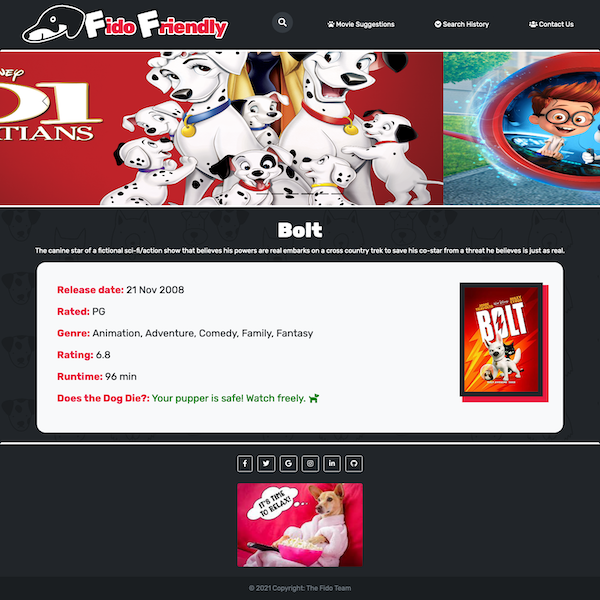 Fido Friendly
Movie Suggestions
Search History
Contact Us
101
Bolt
The canine star of a fictional sci-fi/action show that believes his powers are real embarks on a cross country trek to save his co-star from a threat he believes is just as real.
Release date: 21 Nov 2008
Rated: PG
Genre: Animation, Adventure, Comedy, Family, Fantasy
Rating: 6.8
Runtime: 96 min
Does the Dog Die?: Your pupper is safe! Watch freely.
BOLT
IT'S TIME
TO RELAX!
© 2021 Copyright: The Fido Team